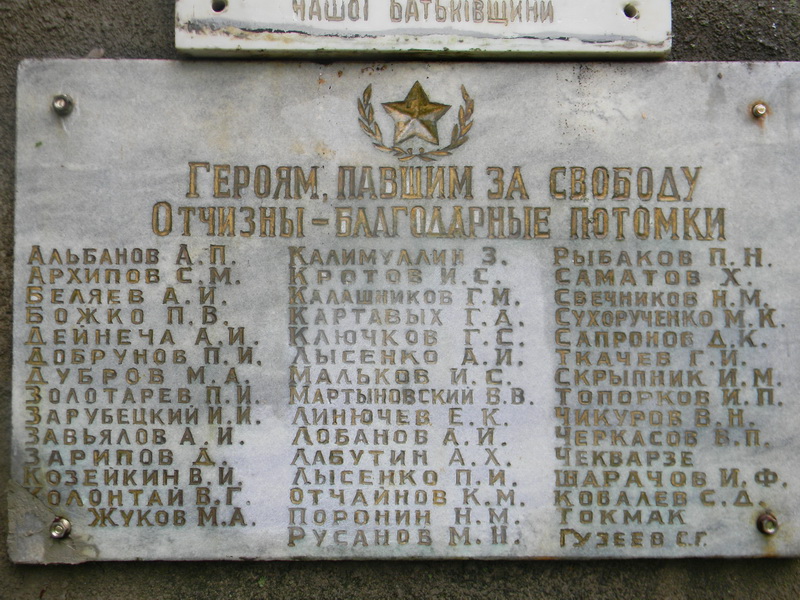 нашої батьківщини
Героям, павшим за свободу
Отчизны – благодарные потомки
Альбанов А.П.
Архипов С.М.
Беляев А.И.
Божко П.В.
Дейнеча А.И.
Добрунов П.И.
Дубров М.А.
Золотарев П.И.
Зарубецкий И.И.
Завьялов А.И.
Зарипов Д.
Козейкин В.И.
Колонтай В.Г.
Жуков М.А.
Калимуллин З.
Кротов И.С.
Калашников Г.М.
Картавых Г.А.
Ключков Г.С.
Лысенко А.И.
Мальков И.С.
Мартыновский В.В.
Линючев Е.К.
Лобанов А.И.
Лабутин А.Х.
Лысенко П.И.
Отчайнов К.М.
Поронин Н.М.
Русанов М.Н.
Рыбаков П.Н.
Саматов Х.
Свечников Н.М.
Сухорученко М.К.
Сапронов Д.К.
Ткачев Г.И.
Скрыпник И.М.
Топорков И.П.
Чикуров В.Н.
Черкасов В.П.
Чекварзе
Шарачов И.Ф.
Ковалев С.Д.
Токмак
Гузеев С.Г.